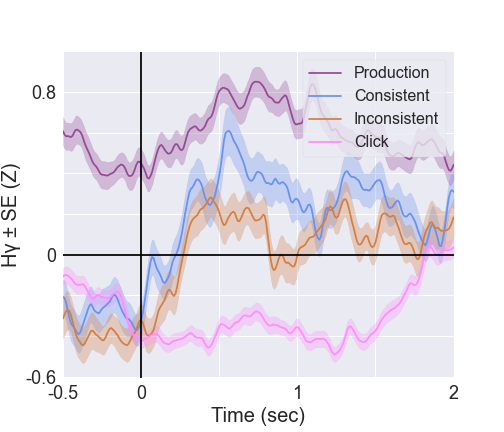 Production
Consistent
Inconsistent
Click
Hγ ± SE (Z)
0.8
0
-0.6
-0.5
0
1
2
Time (sec)